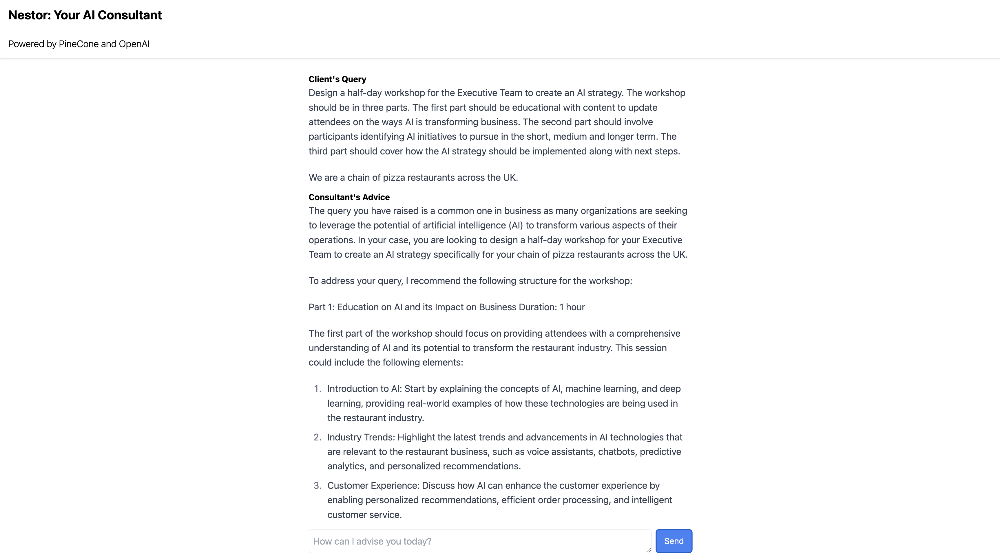 Nestor: Your AI Consultant
Powered by PineCone and OpenAI
Client's Query
Design a half-day workshop for the Executive Team to create an AI strategy. The workshop
should be in three parts. The first part should be educational with content to update
attendees on the ways AI is transforming business. The second part should involve
participants identifying AI initiatives to pursue in the short, medium and longer term. The
third part should cover how the AI strategy should be implemented along with next steps.
We are a chain of pizza restaurants across the UK.
Consultant's Advice
The query you have raised is a common one in business as many organizations are seeking
to leverage the potential of artificial intelligence (AI) to transform various aspects of their
operations. In your case, you are looking to design a half-day workshop for your Executive
Team to create an AI strategy specifically for your chain of pizza restaurants across the UK.
To address your query, I recommend the following structure for the workshop:
Part 1: Education on AI and its Impact on Business Duration: 1 hour
The first part of the workshop should focus on providing attendees with a comprehensive
understanding of AI and its potential to transform the restaurant industry. This session
could include the following elements:
1. Introduction to AI: Start by explaining the concepts of AI, machine learning, and deep
learning, providing real-world examples of how these technologies are being used in
the restaurant industry.
2. Industry Trends: Highlight the latest trends and advancements in AI technologies that
are relevant to the restaurant business, such as voice assistants, chatbots, predictive
analytics, and personalized recommendations.
3. Customer Experience: Discuss how AI can enhance the customer experience by
enabling personalized recommendations, efficient order processing, and intelligent
customer service.
How can I advise you today?
Send